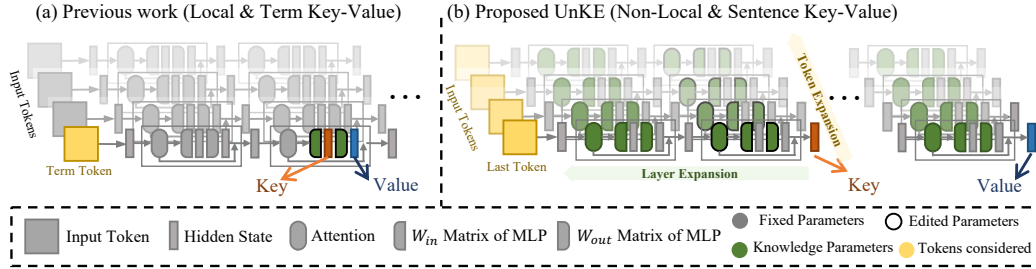 (a) Previous work (Local & Term Key-Value)
(b) Proposed UnKE (Non-Local & Sentence Key-Value)
Input Tokens
Term Token
Key
Value
...
Input Tokens
Last Token
Layer Expansion
Token Expansion
...
Key
Value
Input Token
Hidden State
Attention
W_in Matrix of MLP
W_out Matrix of MLP
Fixed Parameters
Edited Parameters
Knowledge Parameters
Tokens considered